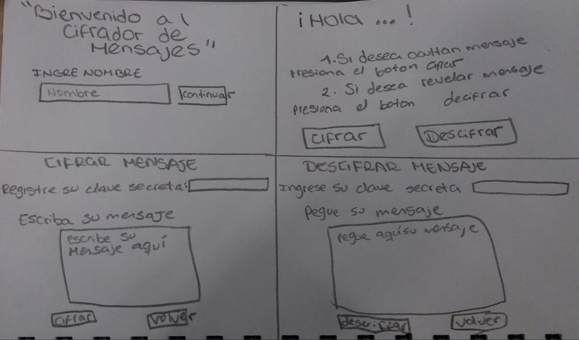 "Bienvenido al
Cifrador de
Mensajes"
INGRE NOMBRE
Nombre
continuar
¡Hola ...!
1. Si desea ocultar mensaje
presiona el boton cifrar
2. Si desea revelar mensaje
presiona el boton decifrar
Cifrar
Descifrar
CIFRAR MENSAJE
Registre su clave secreta:
Escriba su mensaje
escribe su
mensaje aquí
cifrar
volver
DESCIFRAR MENSAJE
Ingrese su clave secreta
Pegue su mensaje
pegue aquí su mensaje
descifrar
volver